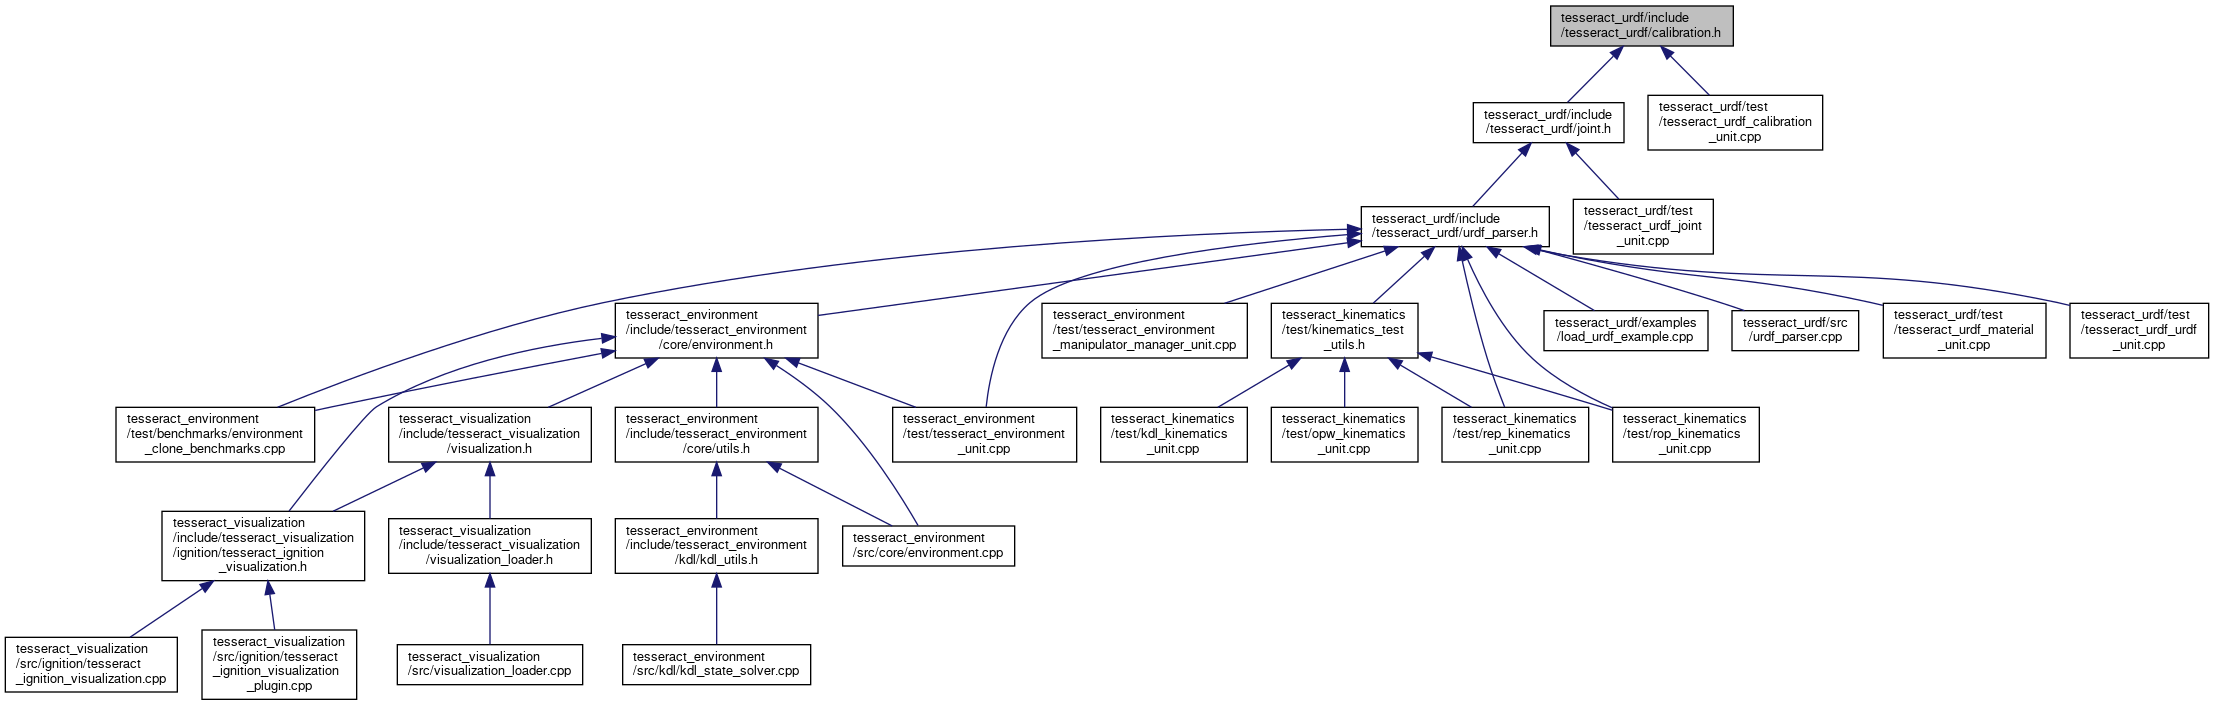 tesseract_urdf/include
/tesseract_urdf/calibration.h
tesseract_urdf/include
/tesseract_urdf/joint.h
tesseract_urdf/test
/tesseract_urdf_calibration
_unit.cpp
tesseract_urdf/include
/tesseract_urdf/urdf_parser.h
tesseract_urdf/test
/tesseract_urdf_joint
_unit.cpp
tesseract_environment
/include/tesseract_environment
/core/environment.h
tesseract_environment
/test/tesseract_environment
_manipulator_manager_unit.cpp
tesseract_kinematics
/test/kinematics_test
_utils.h
tesseract_urdf/examples
/load_urdf_example.cpp
tesseract_urdf/src
/urdf_parser.cpp
tesseract_urdf/test
/tesseract_urdf_material
_unit.cpp
tesseract_urdf/test
/tesseract_urdf_urdf
_unit.cpp
tesseract_environment
/test/benchmarks/environment
_clone_benchmarks.cpp
tesseract_visualization
/include/tesseract_visualization
/visualization.h
tesseract_environment
/include/tesseract_environment
/core/utils.h
tesseract_environment
/test/tesseract_environment
_unit.cpp
tesseract_kinematics
/test/kdl_kinematics
_unit.cpp
tesseract_kinematics
/test/opw_kinematics
_unit.cpp
tesseract_kinematics
/test/rep_kinematics
_unit.cpp
tesseract_kinematics
/test/rop_kinematics
_unit.cpp
tesseract_visualization
/include/tesseract_visualization
/ignition/tesseract_ignition
_visualization.h
tesseract_visualization
/include/tesseract_visualization
/visualization_loader.h
tesseract_environment
/include/tesseract_environment
/kdl/kdl_utils.h
tesseract_environment
/src/core/environment.cpp
tesseract_visualization
/src/ignition/tesseract
_ignition_visualization.cpp
tesseract_visualization
/src/ignition/tesseract
_ignition_visualization
_plugin.cpp
tesseract_visualization
/src/visualization_loader.cpp
tesseract_environment
/src/kdl/kdl_state_solver.cpp